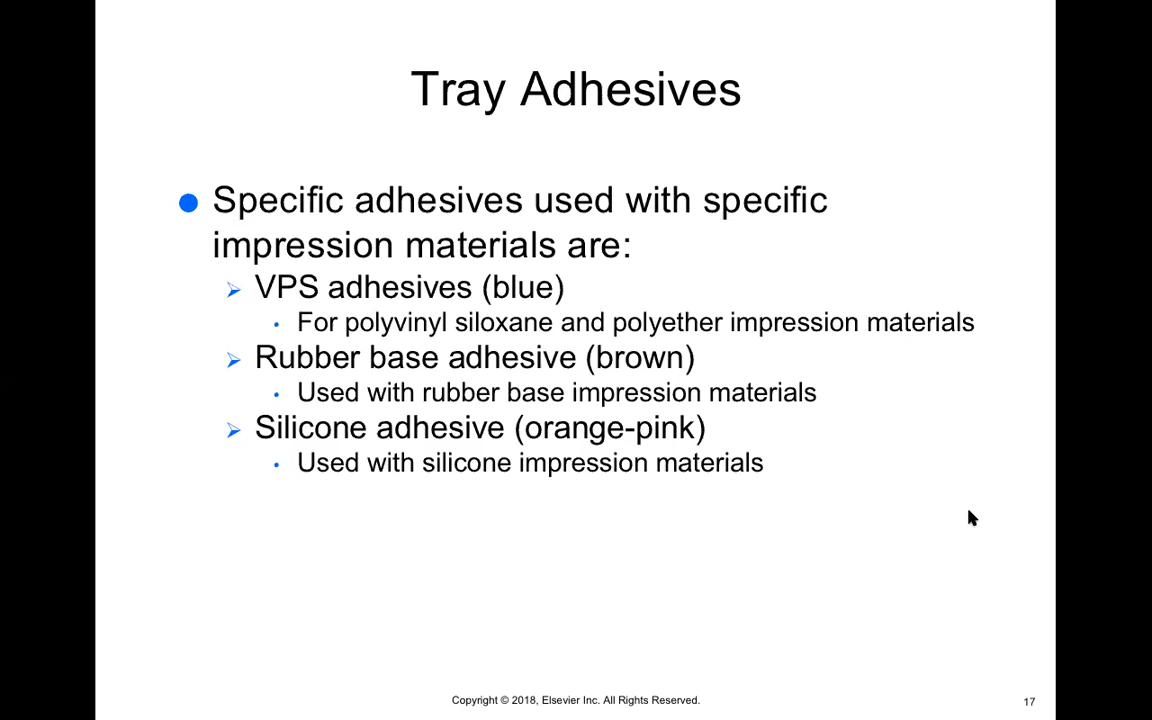 Tray Adhesives
Specific adhesives used with specific
impression materials are:
VPS adhesives (blue)
For polyvinyl siloxane and polyether impression materials
Rubber base adhesive (brown)
Used with rubber base impression materials
Silicone adhesive (orange-pink)
Used with silicone impression materials
Copyright © 2018, Elsevier Inc. All Rights Reserved.
17